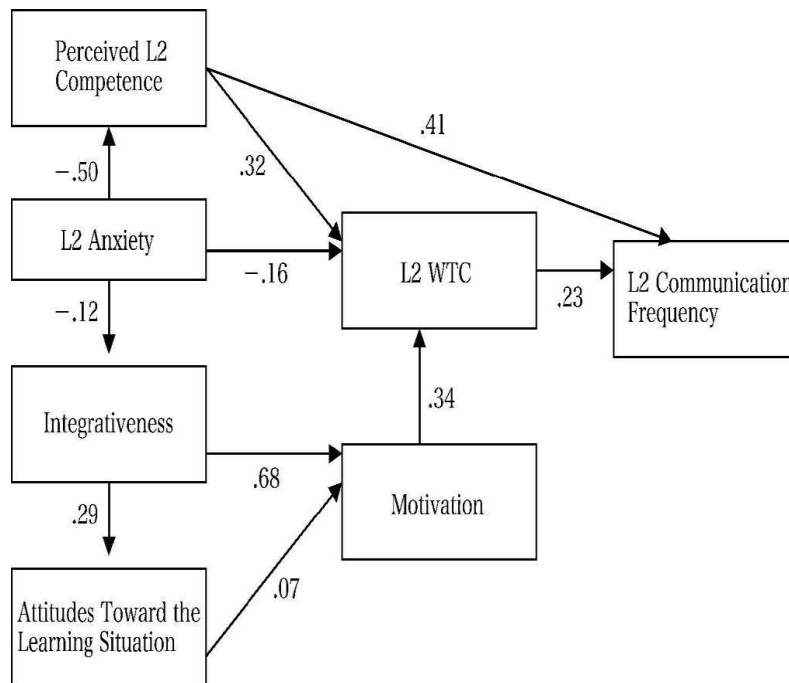 Perceived L2
Competence
.41
.32
−.50
L2 Anxiety
−.16
L2 WTC
.23
L2 Communication
Frequency
−.12
.34
Integrativeness
.68
Motivation
.29
.07
Attitudes Toward the
Learning Situation